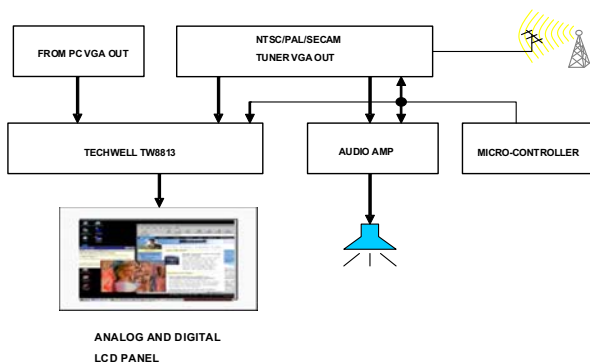 FROM PC VGA OUT
NTSC/PAL/SECAM
TUNER VGA OUT
TECHWELL TW8813
AUDIO AMP
MICRO-CONTROLLER
ANALOG AND DIGITAL
LCD PANEL